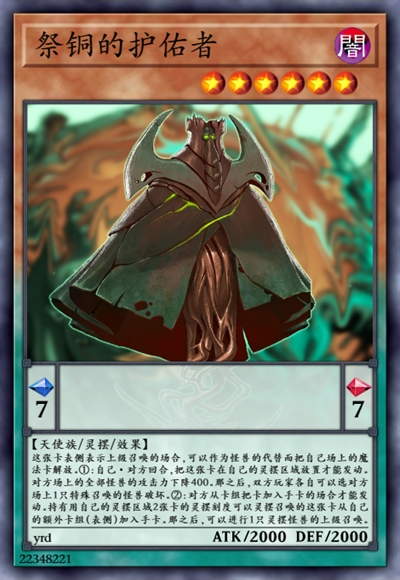 祭铜的护佑者
闇
7 7
【天使族/灵摆/效果】
这张卡表侧表示上级召唤的场合,可以作为怪兽的代替而把自己场上的魔
法卡解放。①:自己·对方回合,把这张卡在自己的灵摆区域放置才能发动。
对方场上的全部怪兽的攻击力下降400。那之后,双方玩家各自可以选对方
场上1只特殊召唤的怪兽破坏。②:对方从卡组把卡加入手卡的场合才能发
动。持有用自己的灵摆区域2张卡的灵摆刻度可以灵摆召唤的这张卡从自己
的额外卡组(表侧)加入手卡。那之后,可以进行1只灵摆怪兽的上级召唤。
yrd
ATK/2000 DEF/2000
22348221